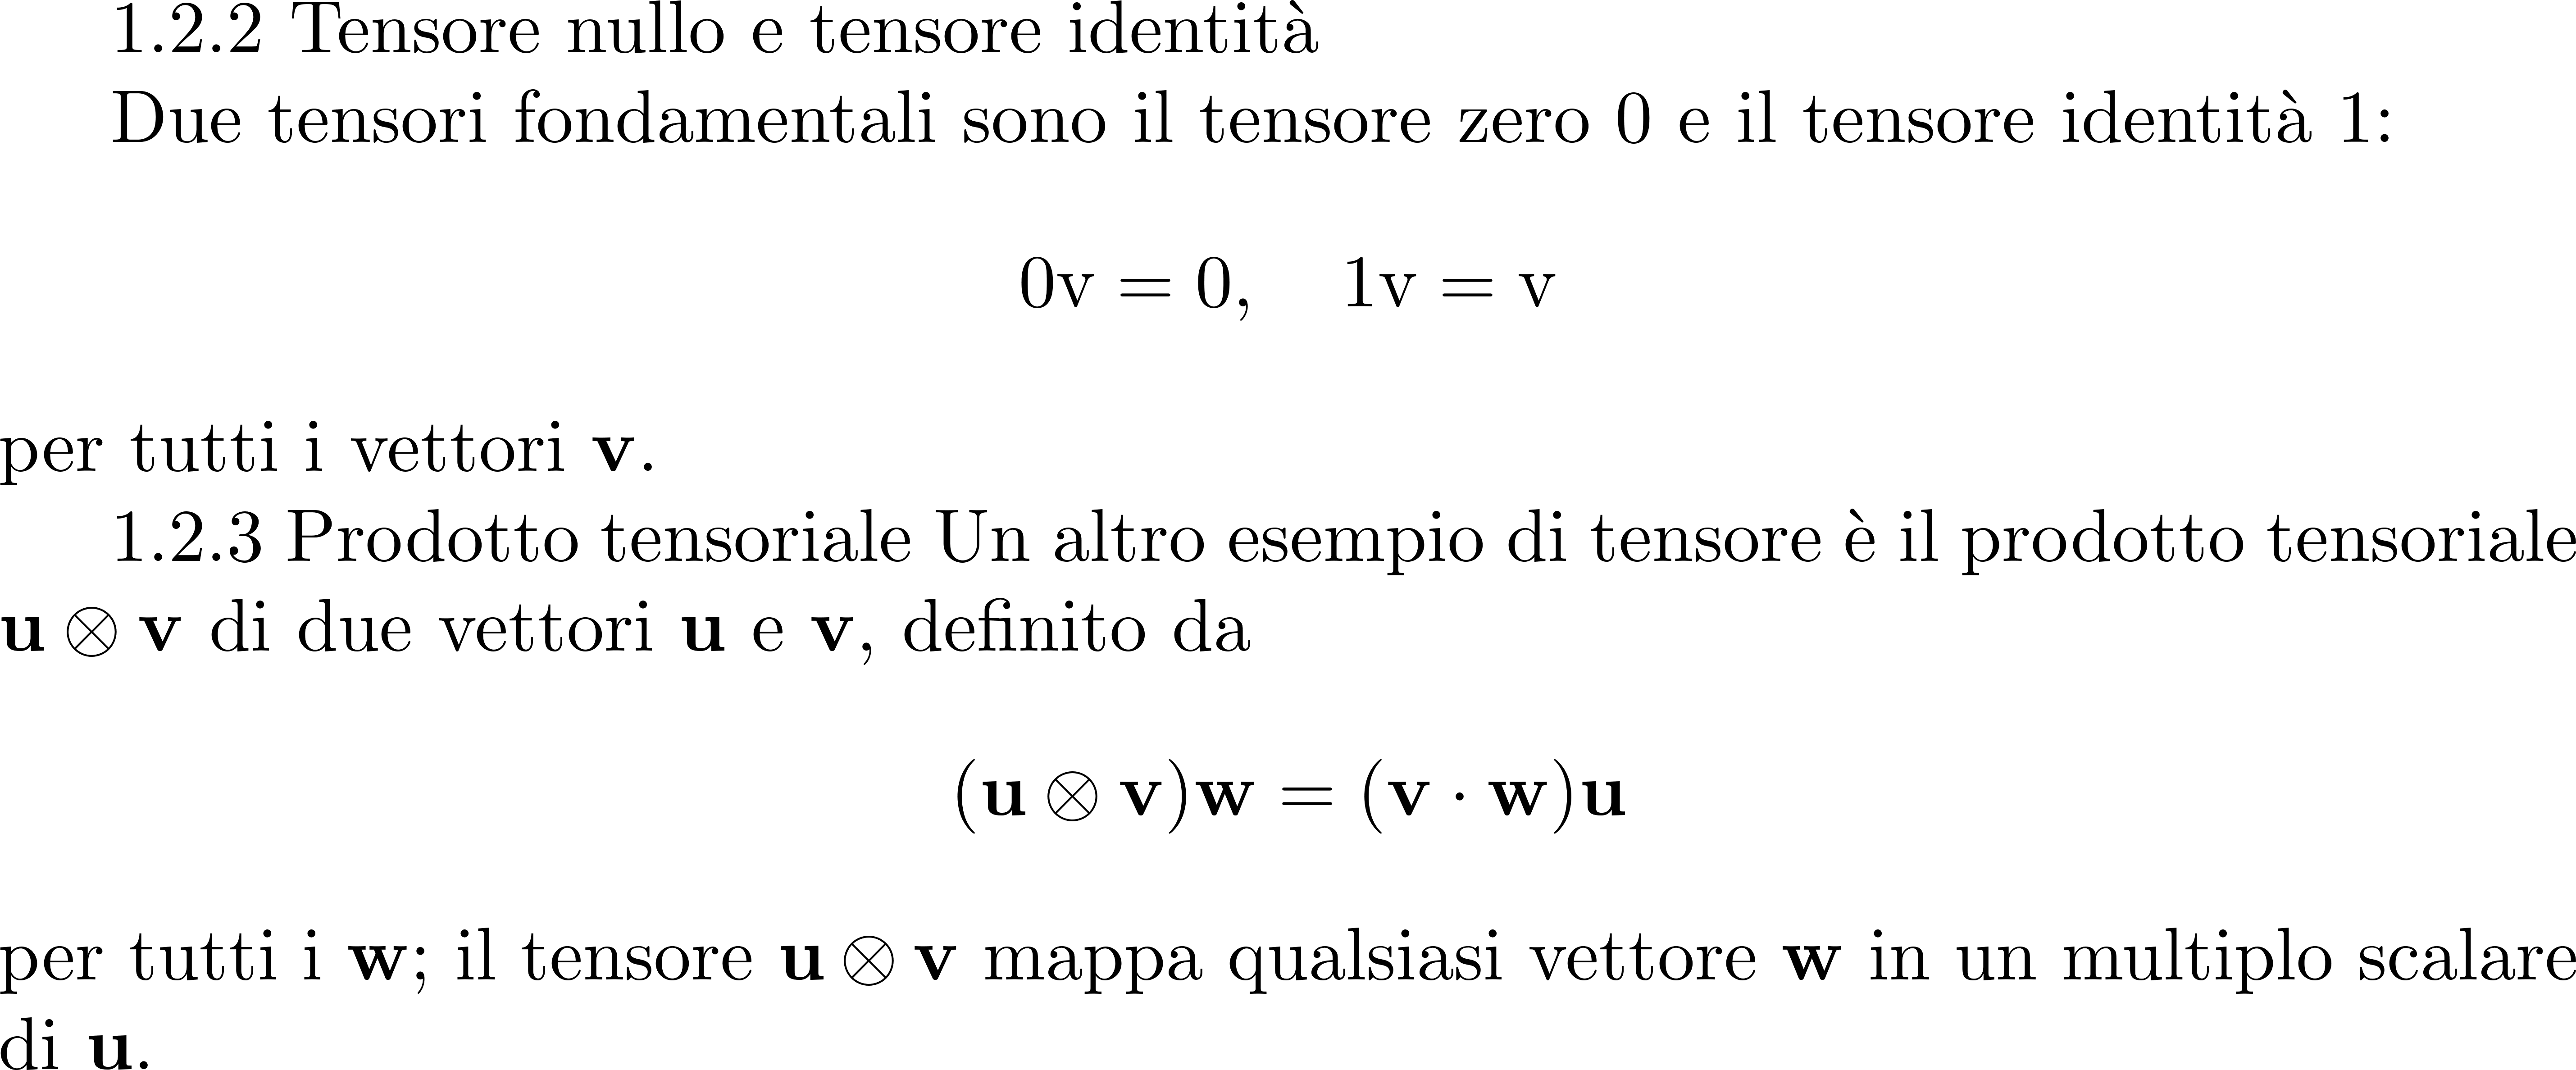 1.2.2 Tensore nullo e tensore identità
Due tensori fondamentali sono il tensore zero 0 e il tensore identità 1:
0v = 0, 1v = v
per tutti i vettori v.
1.2.3 Prodotto tensoriale Un altro esempio di tensore è il prodotto tensoriale
u ⊗ v di due vettori u e v, definito da
(u ⊗ v)w = (v · w)u
per tutti i w; il tensore u ⊗ v mappa qualsiasi vettore w in un multiplo scalare
di u.